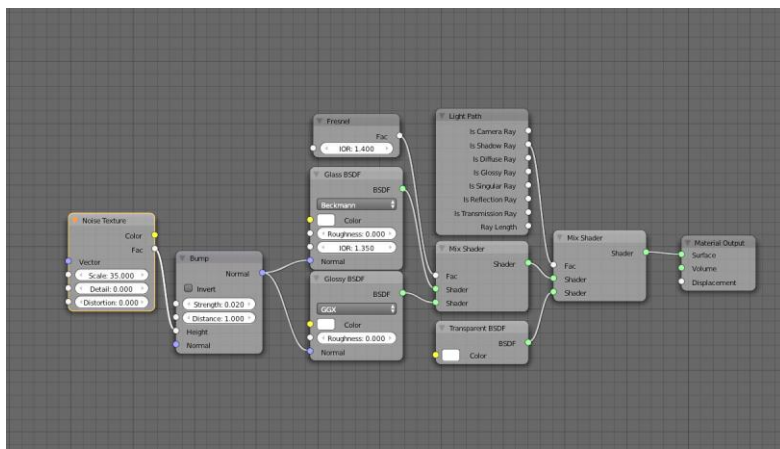 Noise Texture
Color
Fac
Vector
Scale: 35.000
Detail: 0.000
Distortion: 0.000
Bump
Normal
Invert
Strength: 0.020
Distance: 1.000
Height
Normal
Fresnel
Fac
IOR: 1.400
Glass BSDF
BSDF
Beckmann
Color
Roughness: 0.000
IOR: 1.350
Normal
Glossy BSDF
BSDF
GGX
Color
Roughness: 0.000
Normal
Light Path
Is Camera Ray
Is Shadow Ray
Is Diffuse Ray
Is Glossy Ray
Is Singular Ray
Is Reflection Ray
Is Transmission Ray
Ray Length
Mix Shader
Shader
Fac
Shader
Shader
Transparent BSDF
BSDF
Color
Mix Shader
Shader
Fac
Shader
Shader
Material Output
Surface
Volume
Displacement